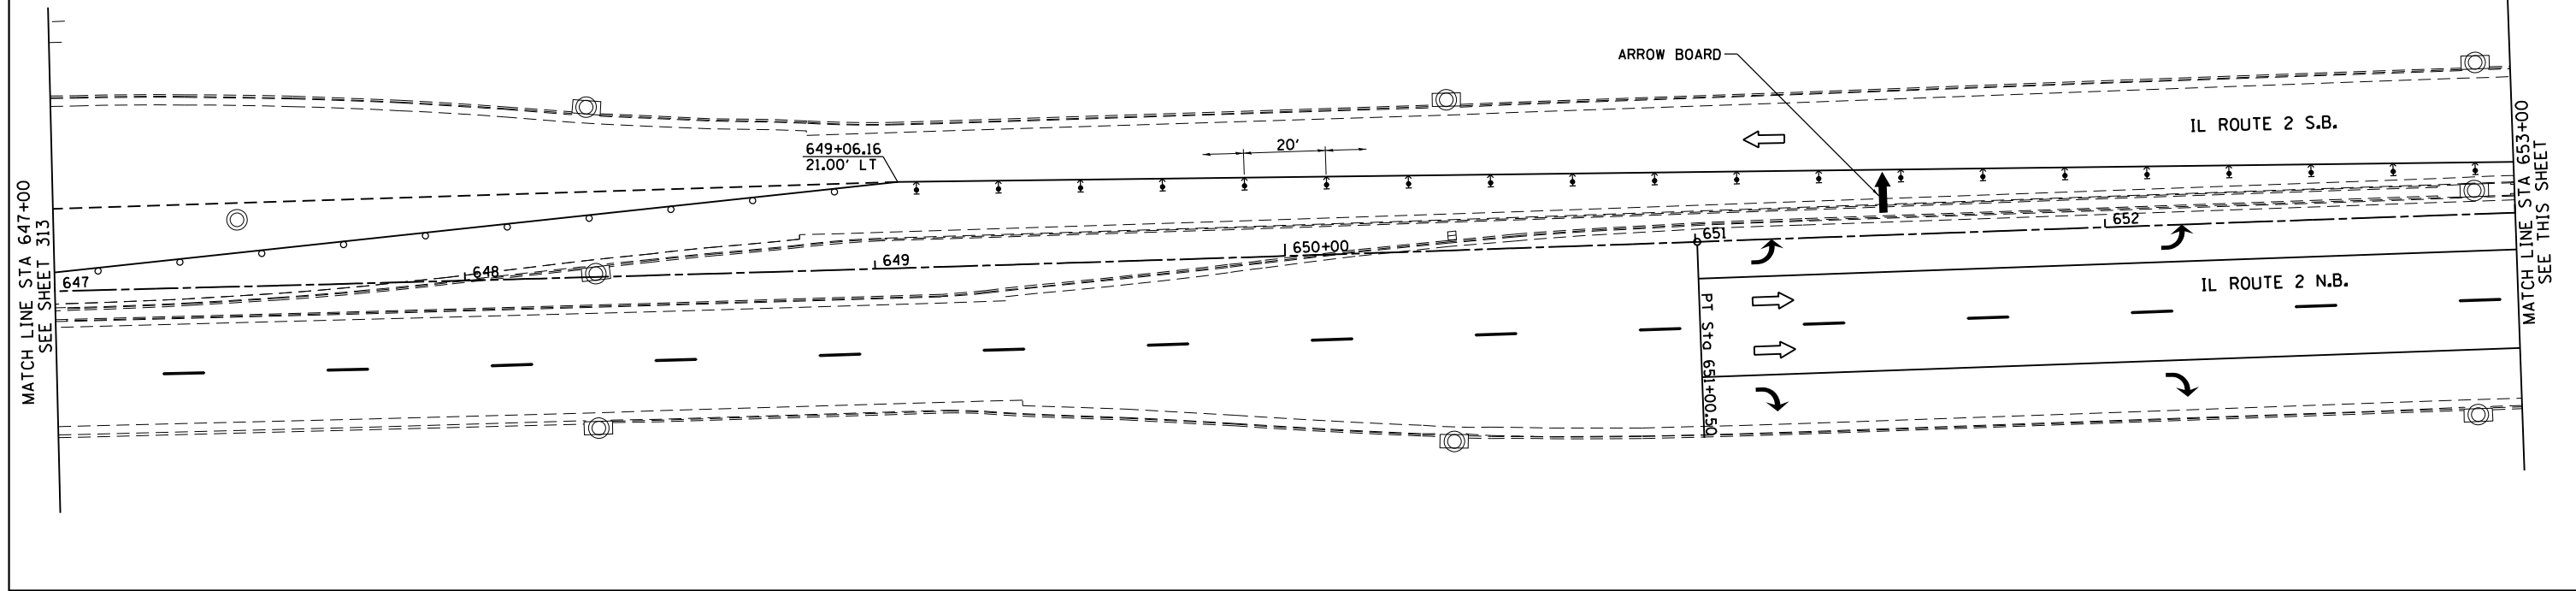 MATCH LINE STA 647+00
SEE SHEET 313
ARROW BOARD
IL ROUTE 2 S.B.
649+06.16
21.00' LT
20'
647
648
649
650+00
651
652
IL ROUTE 2 N.B.
PT Sta 651+00.50
MATCH LINE STA 653+00
SEE THIS SHEET